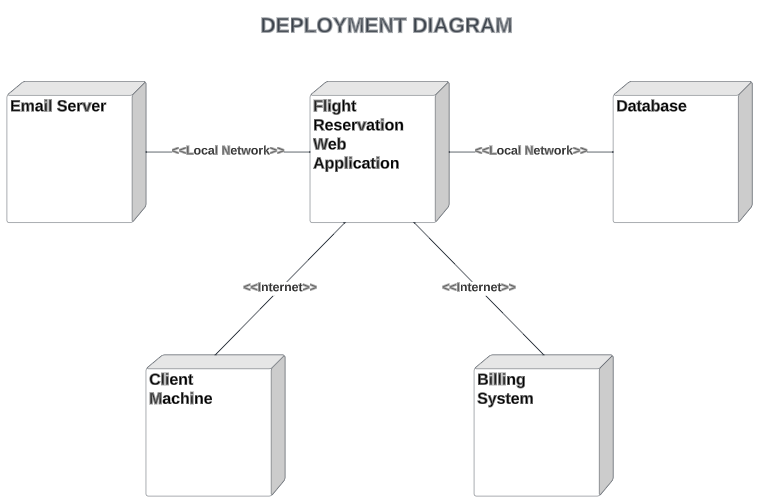 DEPLOYMENT DIAGRAM
Email Server
Flight
Reservation
Web
Application
Database
<<Local Network>>
<<Local Network>>
<<Internet>>
<<Internet>>
Client
Machine
Billing
System